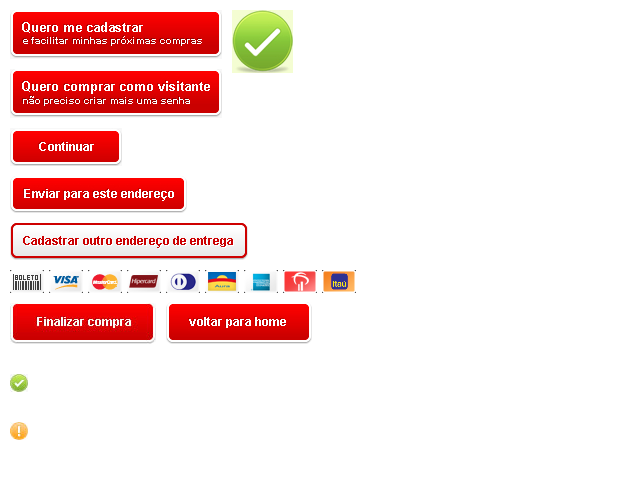 Quero me cadastrar
e facilitar minhas próximas compras
Quero comprar como visitante
não preciso criar mais uma senha
Continuar
Enviar para este endereço
Cadastrar outro endereço de entrega
BOLETO VISA MasterCard Hipercard Aura Itaú
Finalizar compra
voltar para home